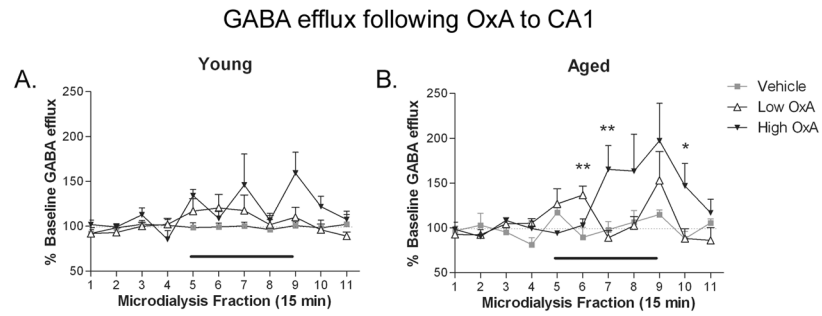 GABA efflux following OxA to CA1
A.
Young
% Baseline GABA efflux
250
200
150
100
50
1 2 3 4 5 6 7 8 9 10 11
Microdialysis Fraction (15 min)
B.
Aged
% Baseline GABA efflux
250
200
150
100
50
**
**
*
1 2 3 4 5 6 7 8 9 10 11
Microdialysis Fraction (15 min)
Vehicle
Low OxA
High OxA